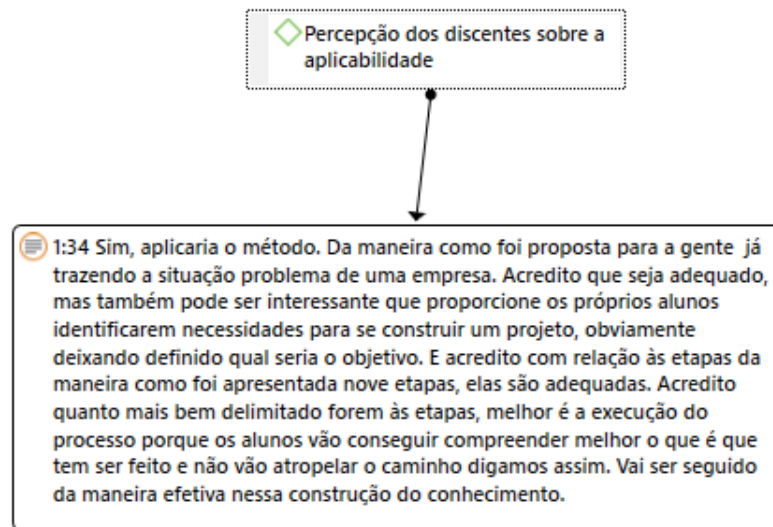 Percepção dos discentes sobre a
aplicabilidade
1:34 Sim, aplicaria o método. Da maneira como foi proposta para a gente  já
trazendo a situação problema de uma empresa. Acredito que seja adequado,
mas também pode ser interessante que proporcione os próprios alunos
identificarem necessidades para se construir um projeto, obviamente
deixando definido qual seria o objetivo. E acredito com relação às etapas da
maneira como foi apresentada nove etapas, elas são adequadas. Acredito
quanto mais bem delimitado forem às etapas, melhor é a execução do
processo porque os alunos vão conseguir compreender melhor o que é que
tem ser feito e não vão atropelar o caminho digamos assim. Vai ser seguido
da maneira efetiva nessa construção do conhecimento.